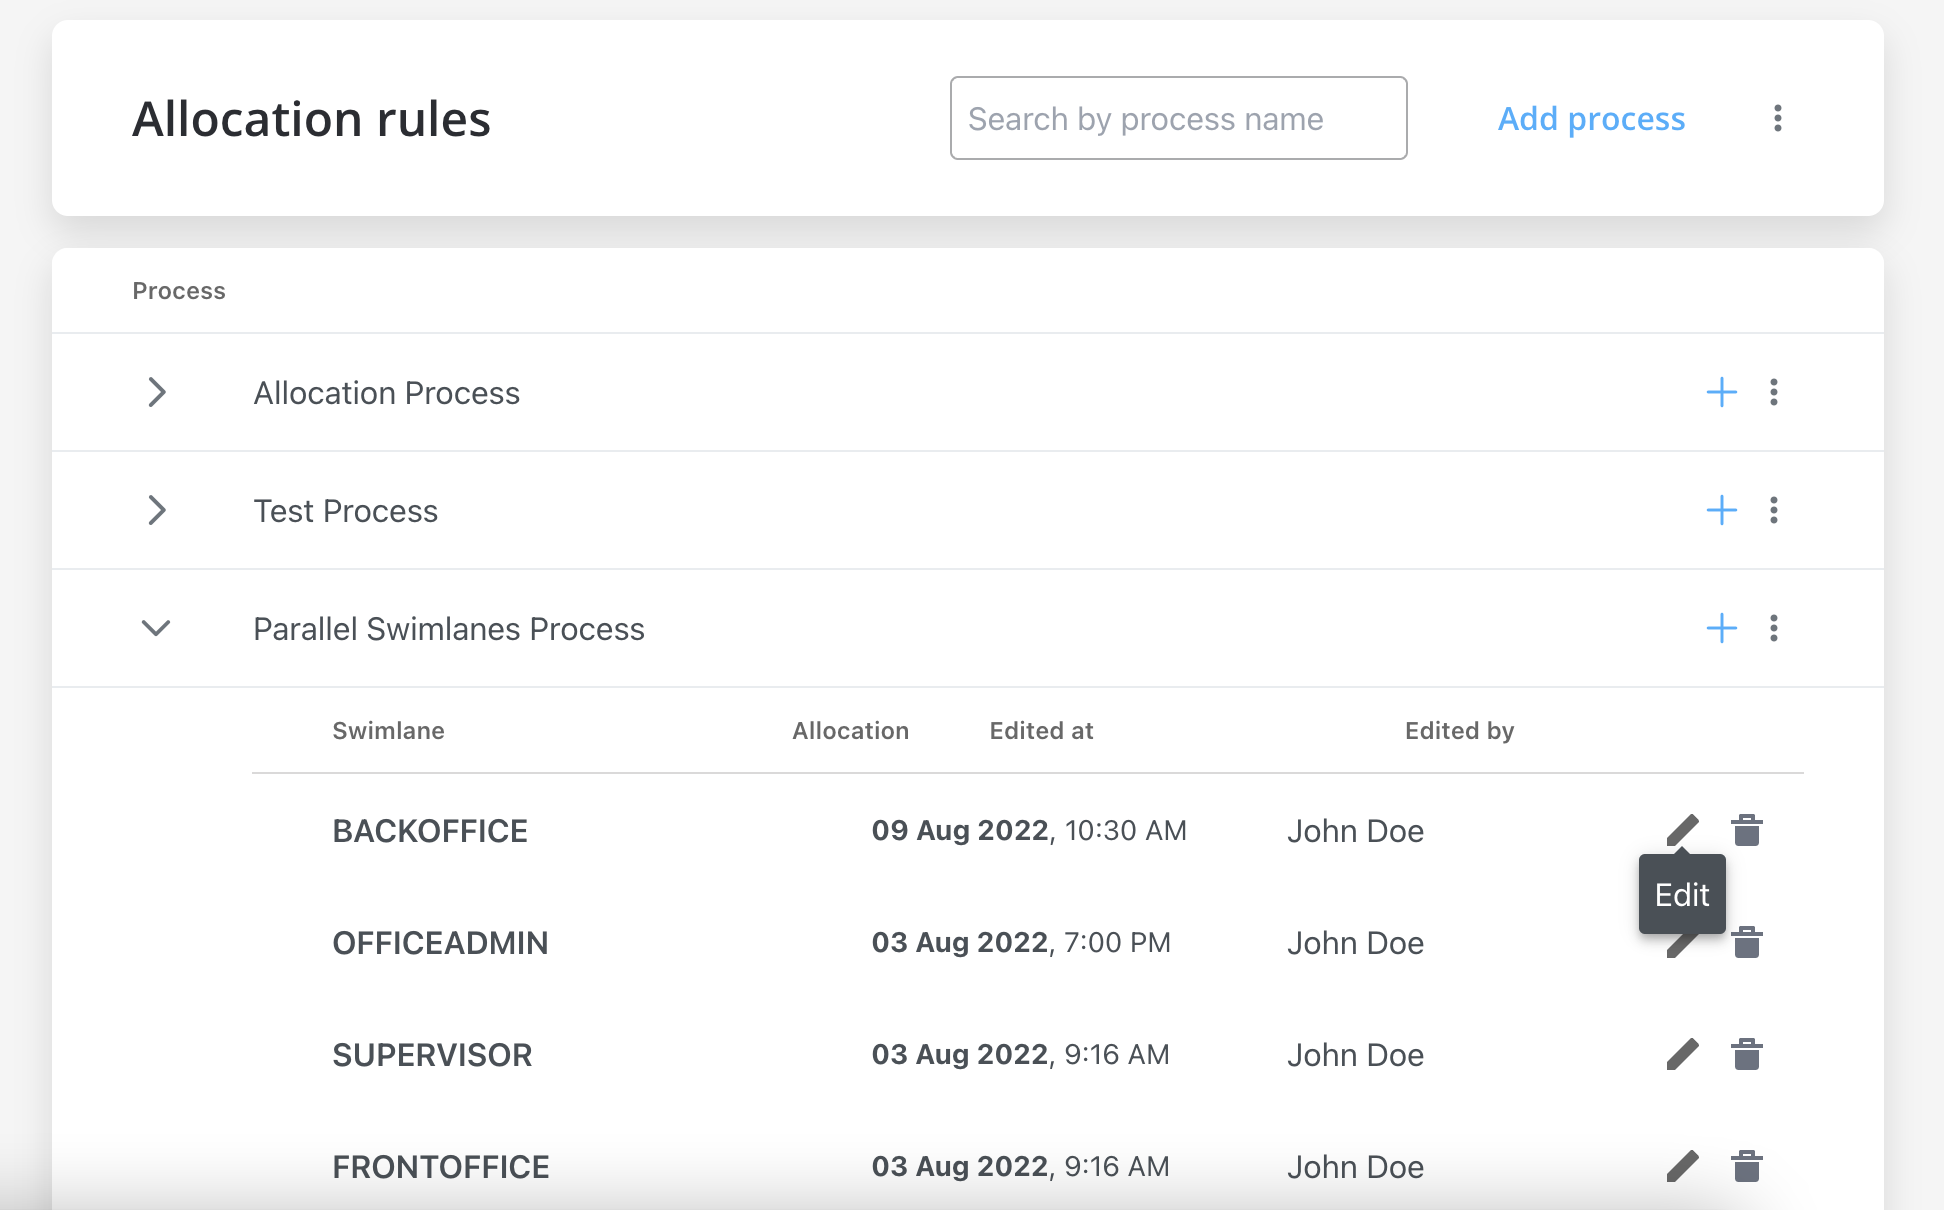 Allocation rules
Search by process name
Add process
Process
Allocation Process
Test Process
Parallel Swimlanes Process
Swimlane Allocation Edited at Edited by
BACKOFFICE 09 Aug 2022, 10:30 AM John Doe
Edit
OFFICEADMIN 03 Aug 2022, 7:00 PM John Doe
SUPERVISOR 03 Aug 2022, 9:16 AM John Doe
FRONTOFFICE 03 Aug 2022, 9:16 AM John Doe